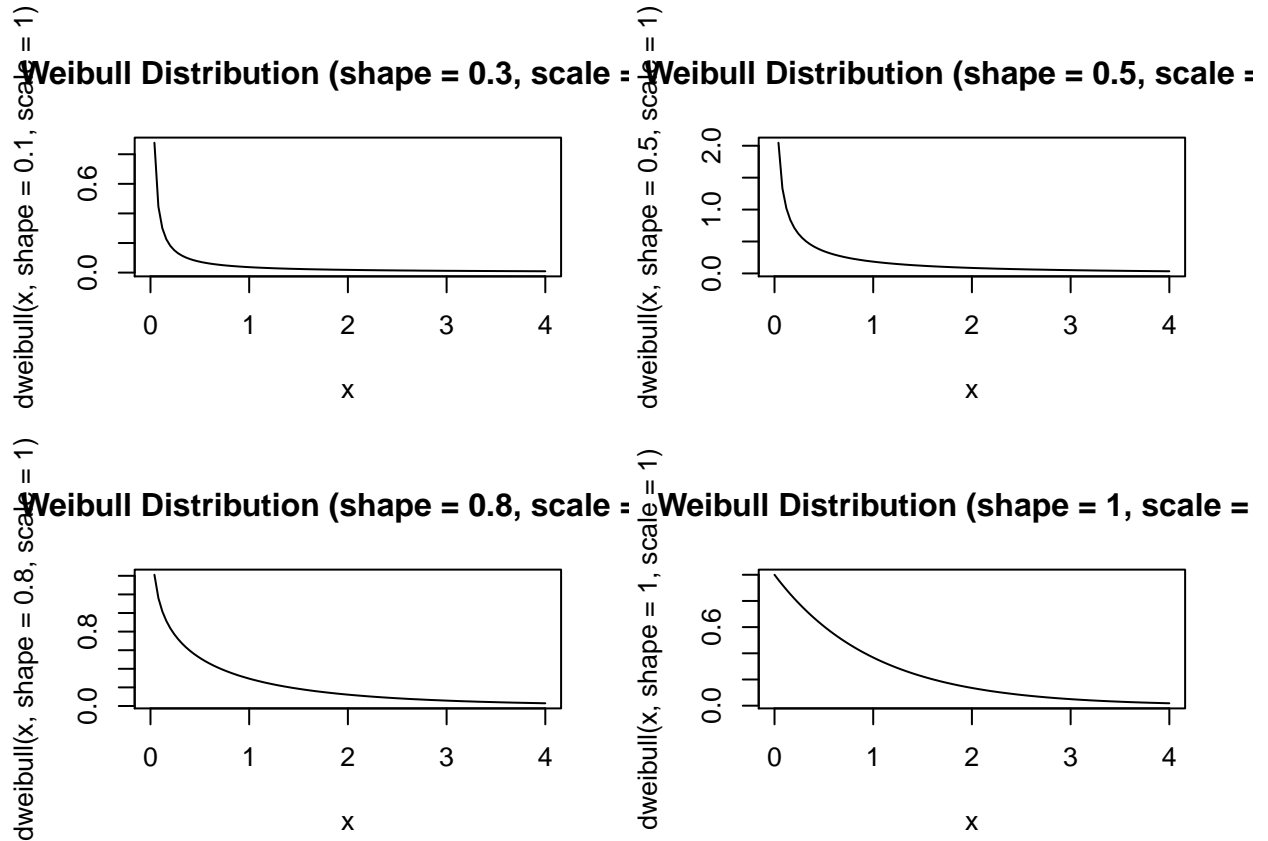 Weibull Distribution (shape = 0.3, scale =
dweibull(x, shape = 0.1, scale = 1)
0.0 0.6
0 1 2 3 4
x
Weibull Distribution (shape = 0.5, scale =
dweibull(x, shape = 0.5, scale = 1)
0.0 1.0 2.0
0 1 2 3 4
x
Weibull Distribution (shape = 0.8, scale =
dweibull(x, shape = 0.8, scale = 1)
0.0 0.8
0 1 2 3 4
x
Weibull Distribution (shape = 1, scale =
dweibull(x, shape = 1, scale = 1)
0.0 0.6
0 1 2 3 4
x